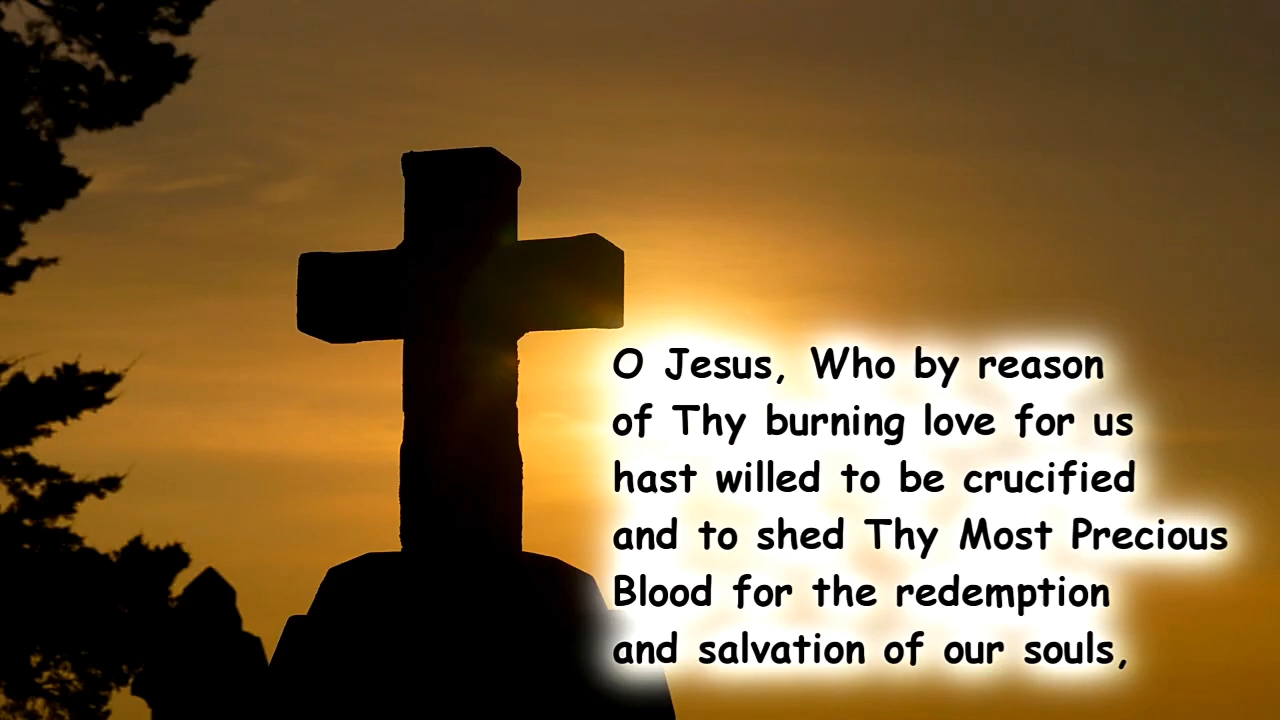 O Jesus, Who by reason
of Thy burning love for us
hast willed to be crucified
and to shed Thy Most Precious
Blood for the redemption
and salvation of our souls,